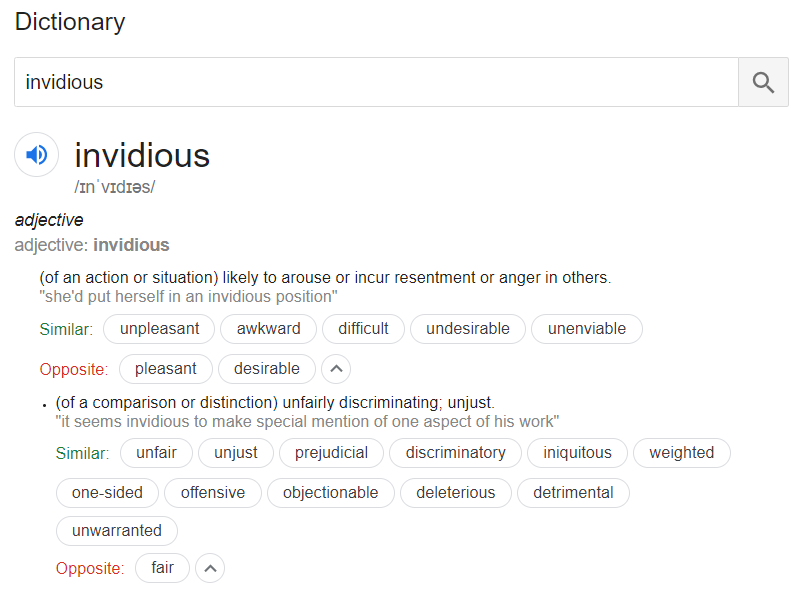 Dictionary
invidious
invidious
/ɪnˈvɪdɪəs/
adjective
adjective: invidious
(of an action or situation) likely to arouse or incur resentment or anger in others.
"she'd put herself in an invidious position"
Similar: unpleasant awkward difficult undesirable unenviable
Opposite: pleasant desirable
• (of a comparison or distinction) unfairly discriminating; unjust.
"it seems invidious to make special mention of one aspect of his work"
Similar: unfair unjust prejudicial discriminatory iniquitous weighted
one-sided offensive objectionable deleterious detrimental
unwarranted
Opposite: fair